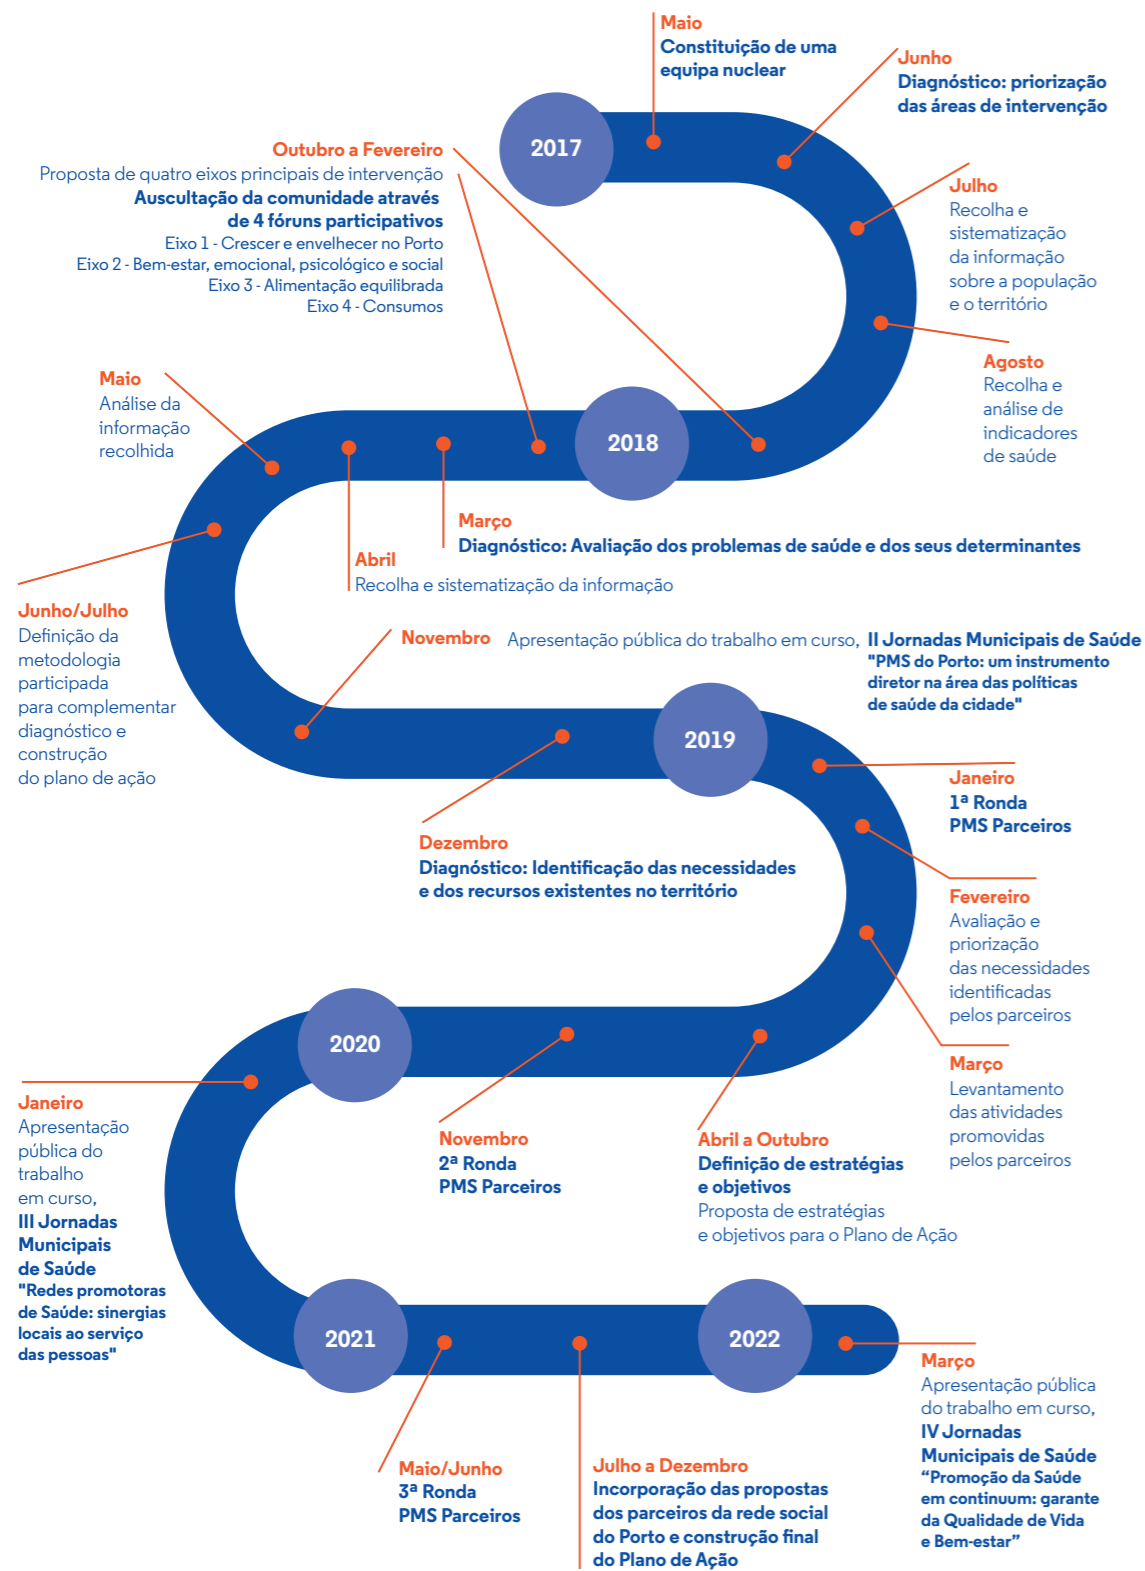 2017
Maio
Constituição de uma
equipa nuclear
Junho
Diagnóstico: priorização
das áreas de intervenção
Julho
Recolha e
sistematização
da informação
sobre a população
e o território
Agosto
Recolha e
análise de
indicadores
de saúde
Outubro a Fevereiro
Proposta de quatro eixos principais de intervenção
Auscultação da comunidade através
de 4 fóruns participativos
Eixo 1 - Crescer e envelhecer no Porto
Eixo 2 - Bem-estar, emocional, psicológico e social
Eixo 3 - Alimentação equilibrada
Eixo 4 - Consumos
2018
Março
Diagnóstico: Avaliação dos problemas de saúde e dos seus determinantes
Abril
Recolha e sistematização da informação
Maio
Análise da
informação
recolhida
Junho/Julho
Definição da
metodologia
participada
para complementar
diagnóstico e
construção
do plano de ação
Novembro Apresentação pública do trabalho em curso, II Jornadas Municipais de Saúde
"PMS do Porto: um instrumento
diretor na área das políticas
de saúde da cidade"
Dezembro
Diagnóstico: Identificação das necessidades
e dos recursos existentes no território
2019
Janeiro
1ª Ronda
PMS Parceiros
Fevereiro
Avaliação e
priorização
das necessidades
identificadas
pelos parceiros
Março
Levantamento
das atividades
promovidas
pelos parceiros
Abril a Outubro
Definição de estratégias
e objetivos
Proposta de estratégias
e objetivos para o Plano de Ação
Novembro
2ª Ronda
PMS Parceiros
2020
Janeiro
Apresentação
pública do
trabalho
em curso,
III Jornadas
Municipais
de Saúde
"Redes promotoras
de Saúde: sinergias
locais ao serviço
das pessoas"
2021
Maio/Junho
3ª Ronda
PMS Parceiros
Julho a Dezembro
Incorporação das propostas
dos parceiros da rede social
do Porto e construção final
do Plano de Ação
2022
Março
Apresentação pública
do trabalho em curso,
IV Jornadas
Municipais de Saúde
“Promoção da Saúde
em continuum: garante
da Qualidade de Vida
e Bem-estar”